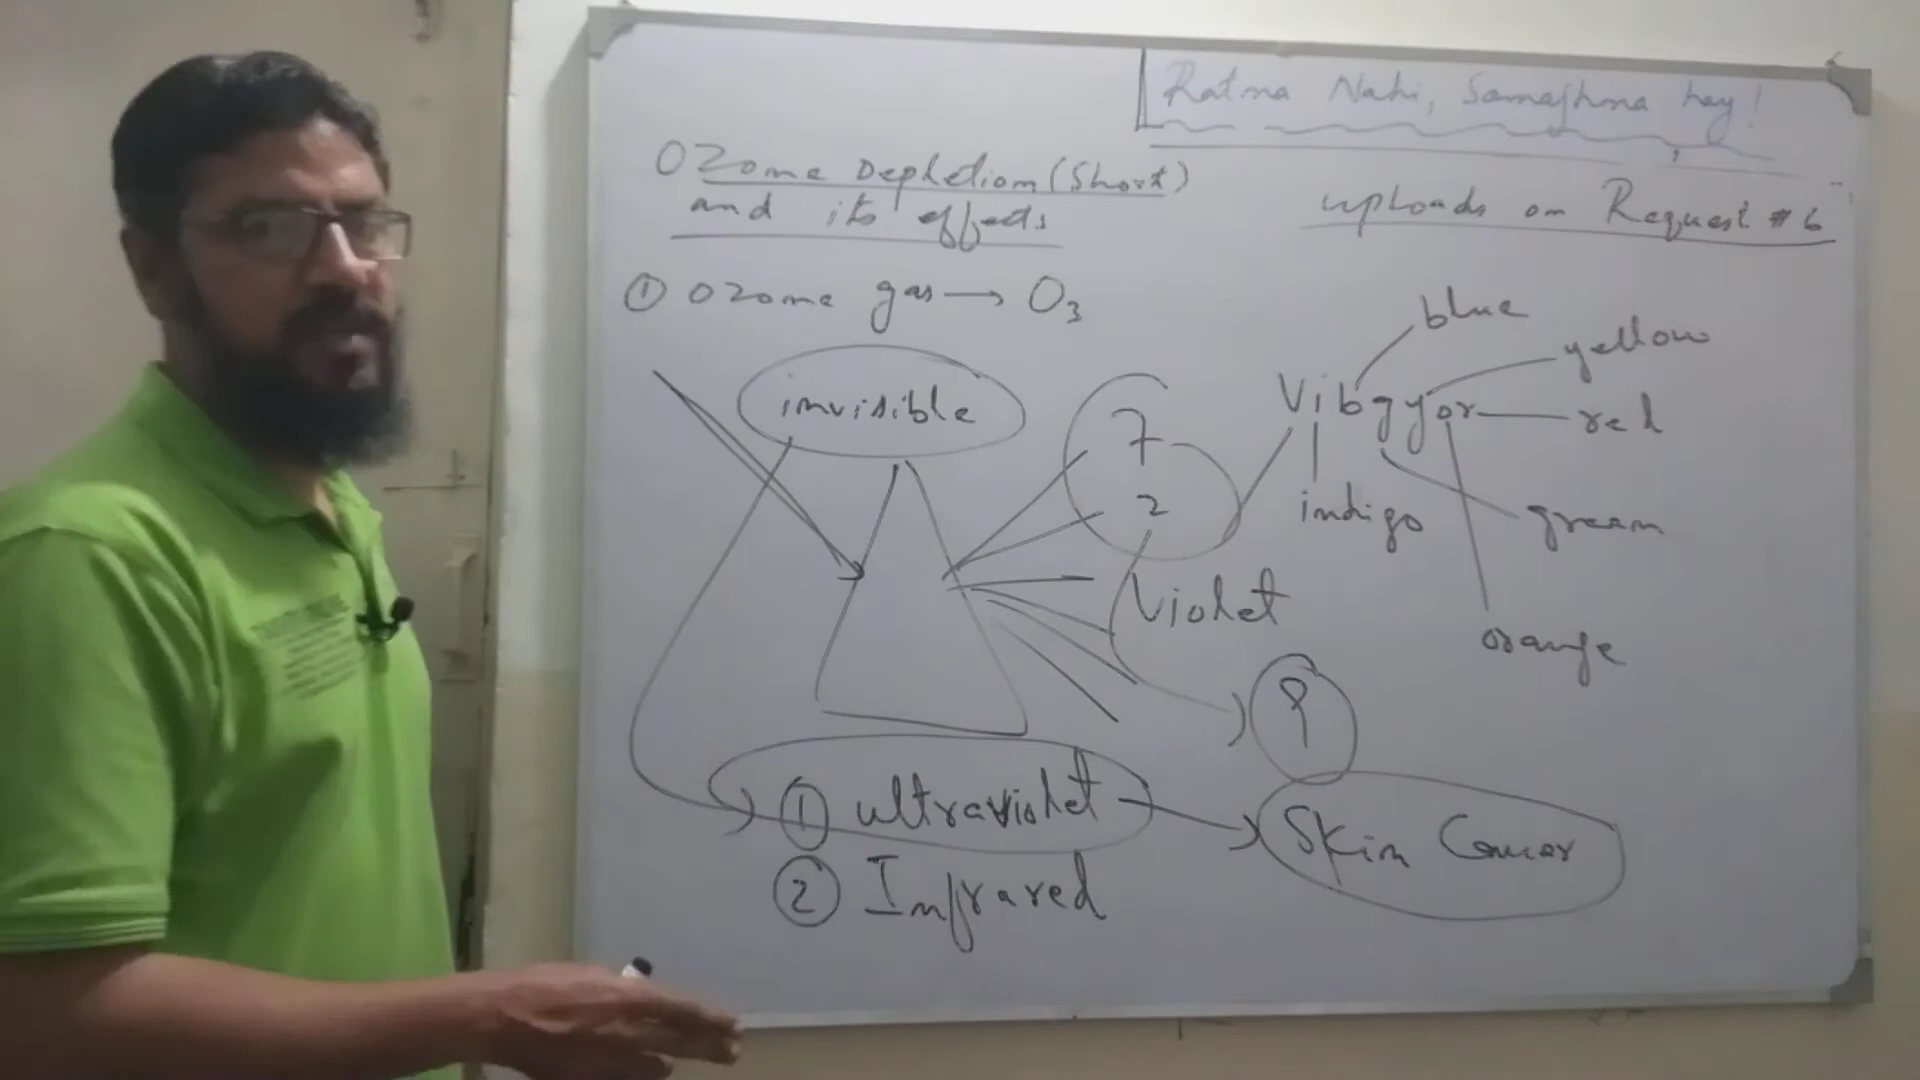 Ratna Nahi, Samajhna hay!
Ozone Depletion (Short)
and its effects
uploads on Request #6
① Ozone gas → O3
blue
yellow
invisible
7
Vibgyor
red
2
indigo
green
Violet
orange
9
① ultraviolet
Skin Cancer
② Infrared